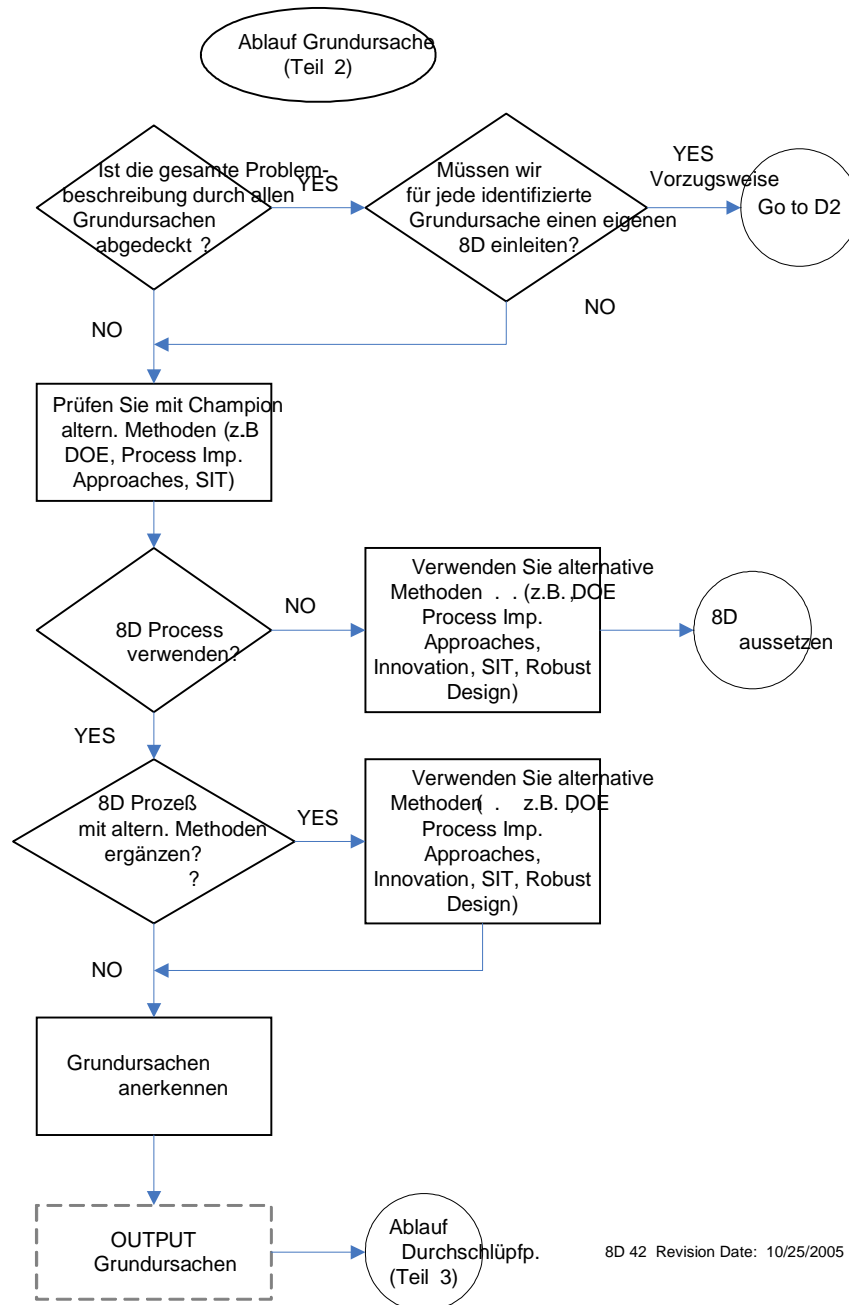 Ablauf Grundursache
(Teil 2)
Ist die gesamte Problem-
beschreibung durch allen
Grundursachen
abgedeckt ?
YES
Müssen wir
für jede identifizierte
Grundursache einen eigenen
8D einleiten?
YES
Vorzugsweise
Go to D2
NO
NO
Prüfen Sie mit Champion
altern. Methoden (z.B
DOE, Process Imp.
Approaches, SIT)
8D Process
verwenden?
NO
Verwenden Sie alternative
Methoden . . (z.B. ,DOE
Process Imp.
Approaches,
Innovation, SIT, Robust
Design)
8D
aussetzen
YES
8D Prozeß
mit altern. Methoden
ergänzen?
?
YES
Verwenden Sie alternative
Methoden( . z.B. ,DOE
Process Imp.
Approaches,
Innovation, SIT, Robust
Design)
NO
Grundursachen
anerkennen
OUTPUT
Grundursachen
Ablauf
Durchschlüpfp.
(Teil 3)
8D 42 Revision Date: 10/25/2005